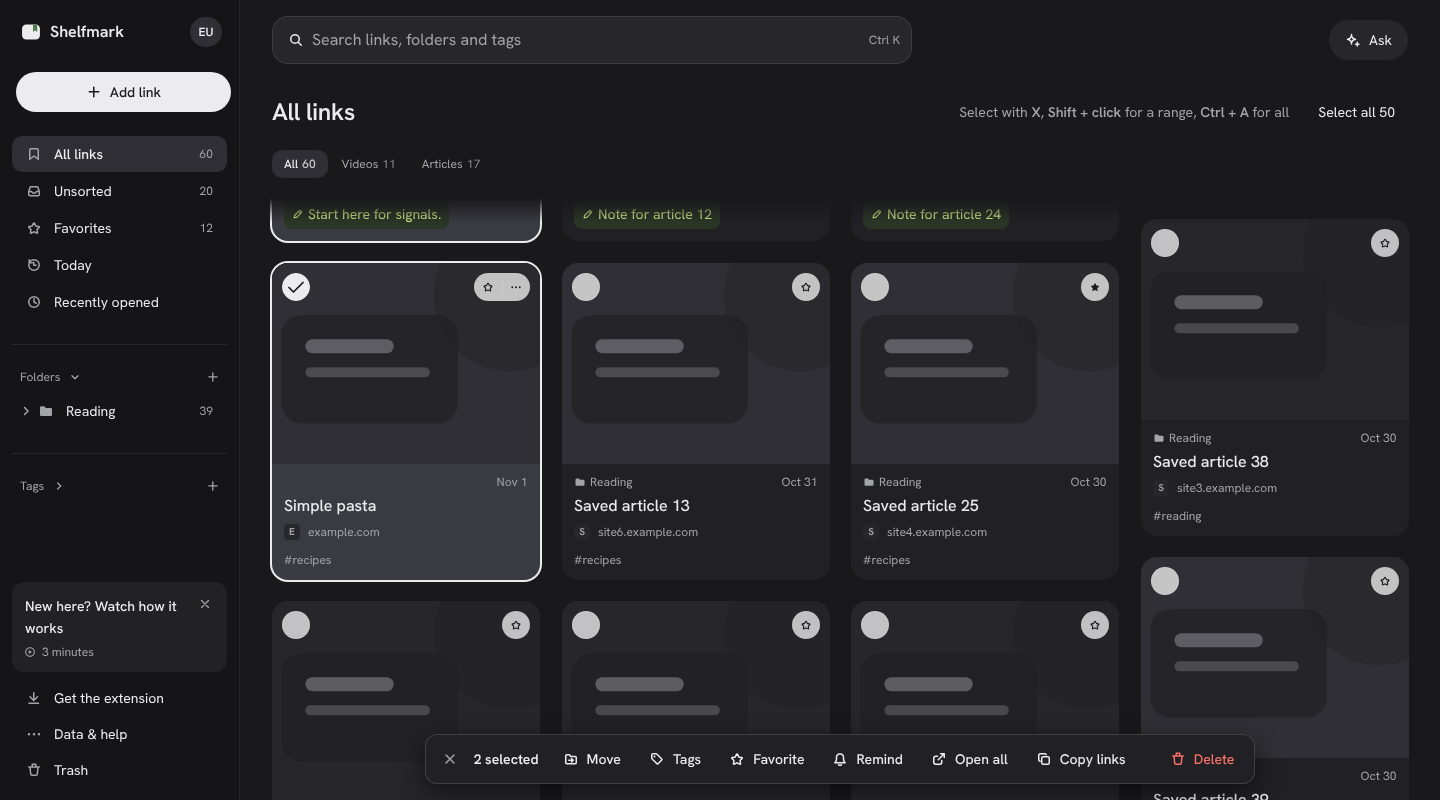 Shelfmark
EU
Add link
All links 60
Unsorted 20
Favorites 12
Today
Recently opened
Folders
Reading 39
Tags
New here? Watch how it
works
3 minutes
Get the extension
Data & help
Trash
Search links, folders and tags
Ctrl K
Ask
All links
Select with X, Shift + click for a range, Ctrl + A for all
Select all 50
All 60
Videos 11
Articles 17
Start here for signals.
Note for article 12
Note for article 24
Nov 1
Simple pasta
E example.com
#recipes
Reading Oct 31
Saved article 13
S site6.example.com
#recipes
Reading Oct 30
Saved article 25
S site4.example.com
#recipes
Reading Oct 30
Saved article 38
S site3.example.com
#reading
Oct 30
Saved article 39
2 selected
Move
Tags
Favorite
Remind
Open all
Copy links
Delete